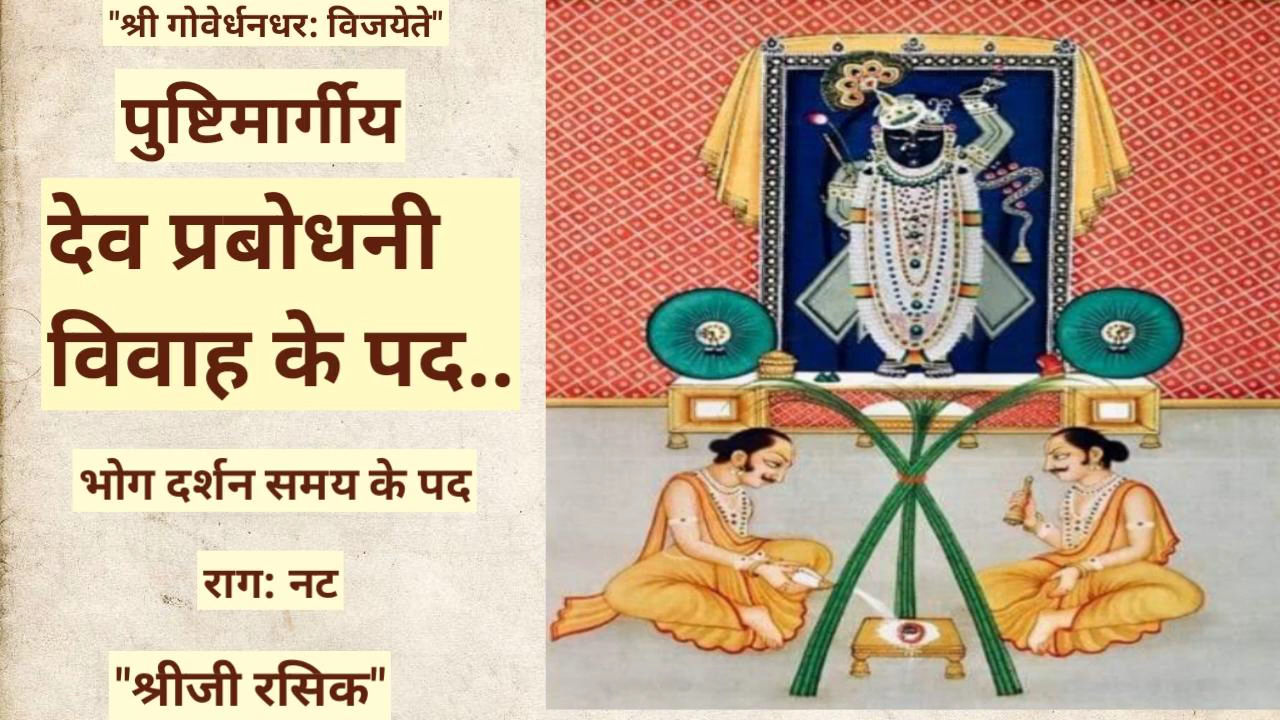 "श्री गोवेर्धनधर: विजयेते"
पुष्टिमार्गीय
देव प्रबोधनी
विवाह के पद..
भोग दर्शन समय के पद
राग: नट
"श्रीजी रसिक"